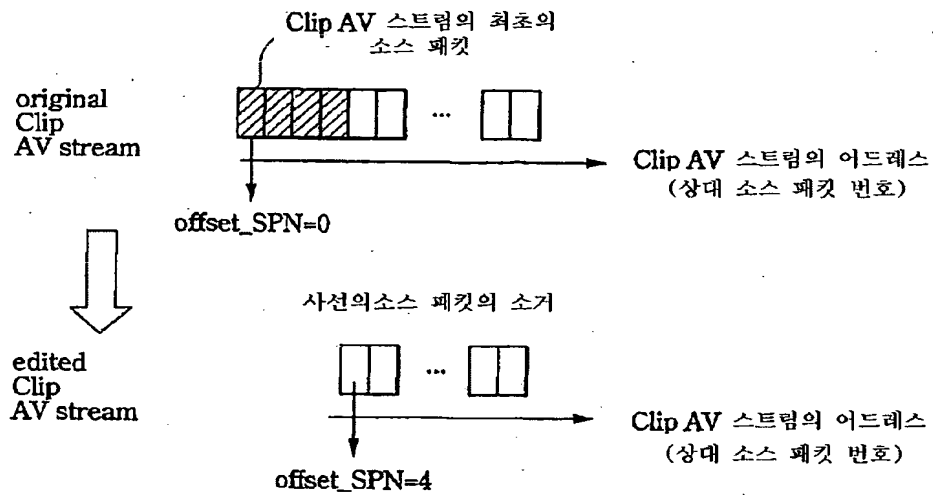 Clip AV 스트림의 최초의
소스 패킷
original
Clip
AV stream
...
Clip AV 스트림의 어드레스
(상대 소스 패킷 번호)
offset_SPN=0
사선의소스 패킷의 소거
edited
Clip
AV stream
...
Clip AV 스트림의 어드레스
(상대 소스 패킷 번호)
offset_SPN=4